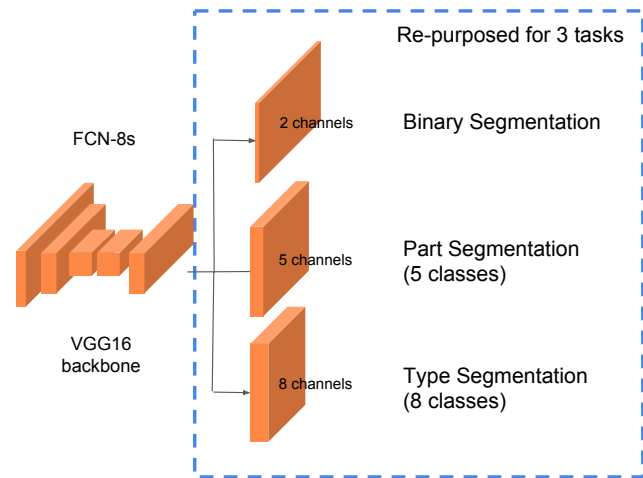 Re-purposed for 3 tasks
FCN-8s
VGG16
backbone
2 channels
Binary Segmentation
5 channels
Part Segmentation
(5 classes)
8 channels
Type Segmentation
(8 classes)